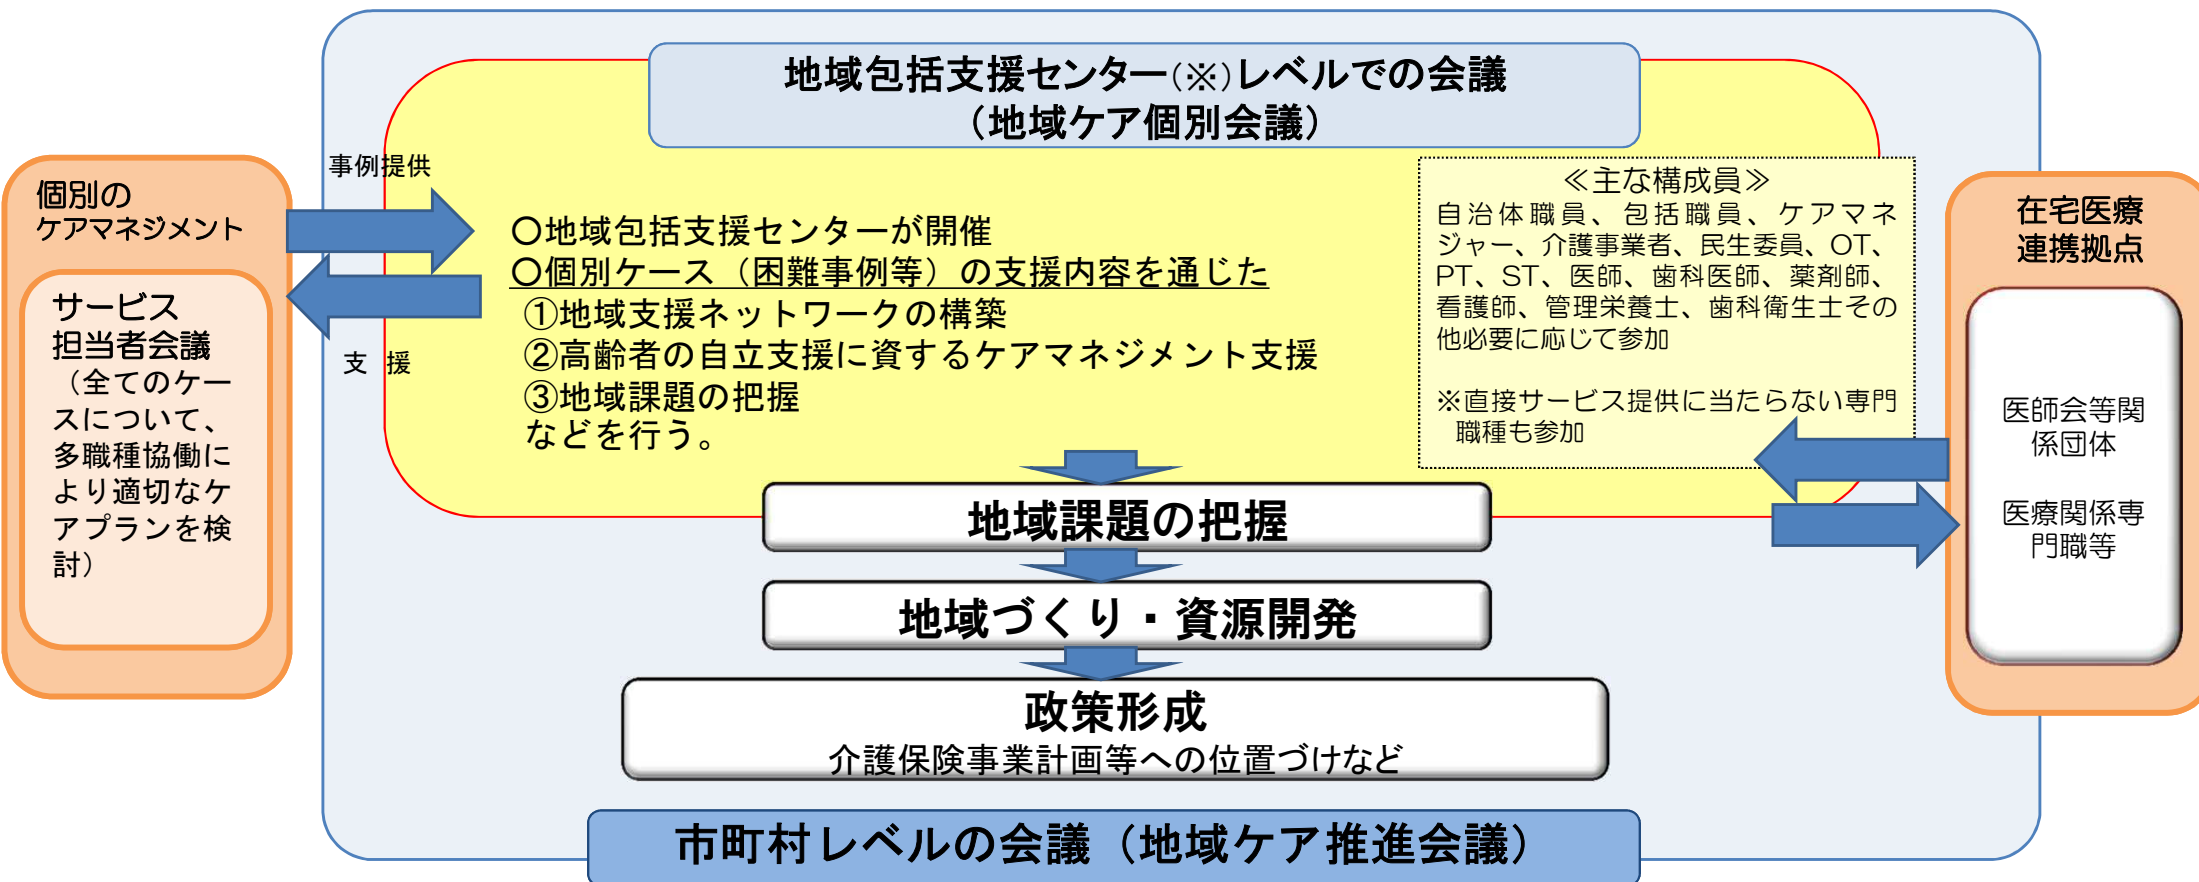 地域包括支援センター(※)レベルでの会議
（地域ケア個別会議）
事例提供
個別の
ケアマネジメント
サービス
担当者会議
（全てのケー
スについて、
多職種協働に
より適切なケ
アプランを検
討）
支 援
〇地域包括支援センターが開催
〇個別ケース（困難事例等）の支援内容を通じた
①地域支援ネットワークの構築
②高齢者の自立支援に資するケアマネジメント支援
③地域課題の把握
などを行う。
≪主な構成員≫
自治体職員、包括職員、ケアマネ
ジャー、介護事業者、民生委員、OT、
PT、ST、医師、歯科医師、薬剤師、
看護師、管理栄養士、歯科衛生士その
他必要に応じて参加
※直接サービス提供に当たらない専門
職種も参加
在宅医療
連携拠点
医師会等関
係団体
医療関係専
門職等
地域課題の把握
地域づくり・資源開発
政策形成
介護保険事業計画等への位置づけなど
市町村レベルの会議（地域ケア推進会議）